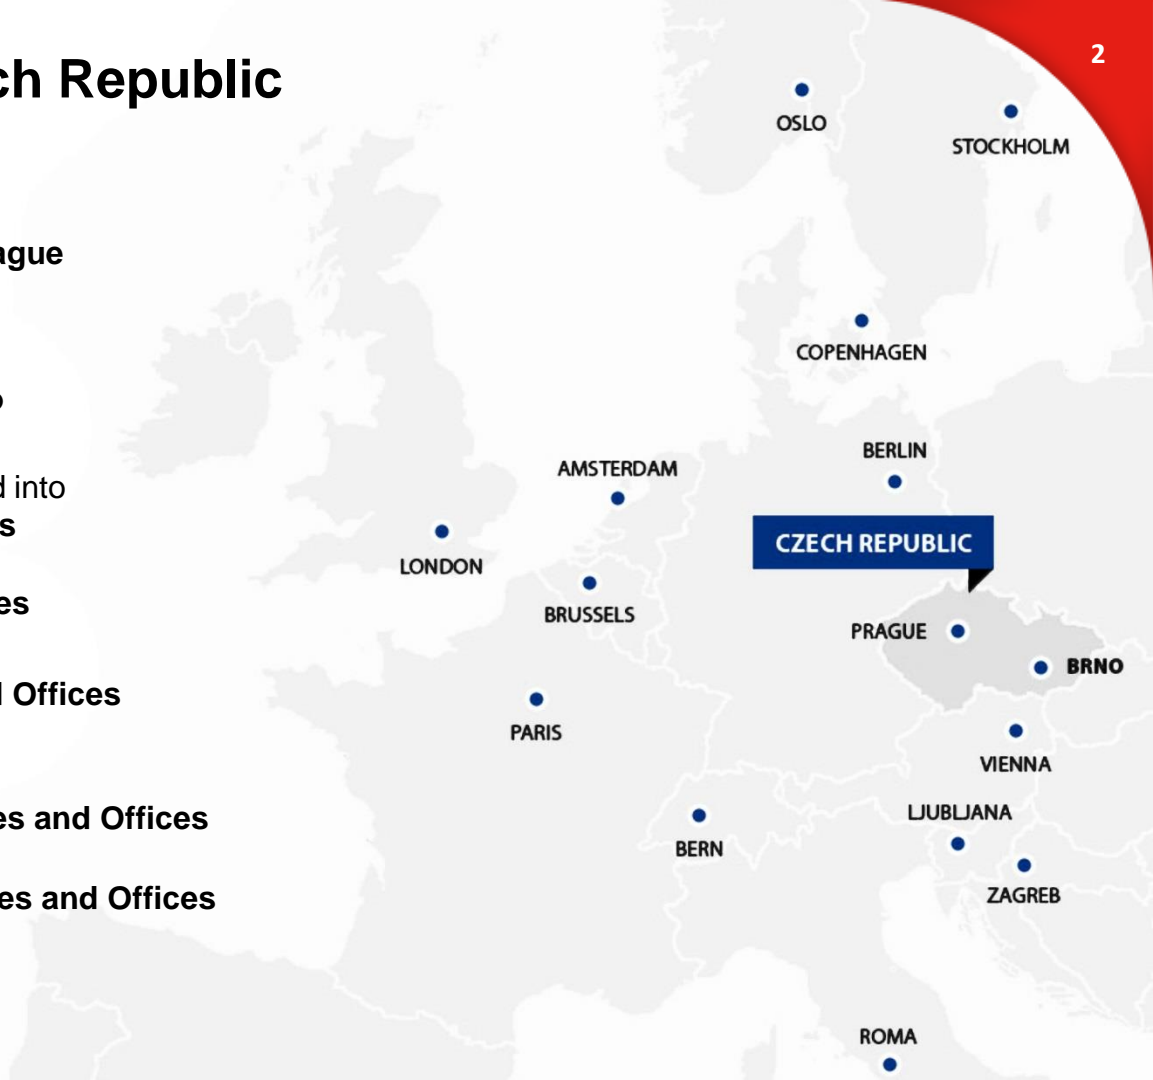 2
ch Republic
ague
d into
s
es
l Offices
es and Offices
es and Offices
OSLO
STOCKHOLM
COPENHAGEN
BERLIN
AMSTERDAM
CZECH REPUBLIC
LONDON
BRUSSELS
PRAGUE
BRNO
PARIS
VIENNA
LJUBLJANA
BERN
ZAGREB
ROMA